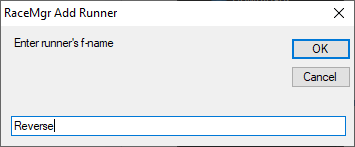 RaceMgr Add Runner
Enter runner's f-name
OK
Cancel
Reverse